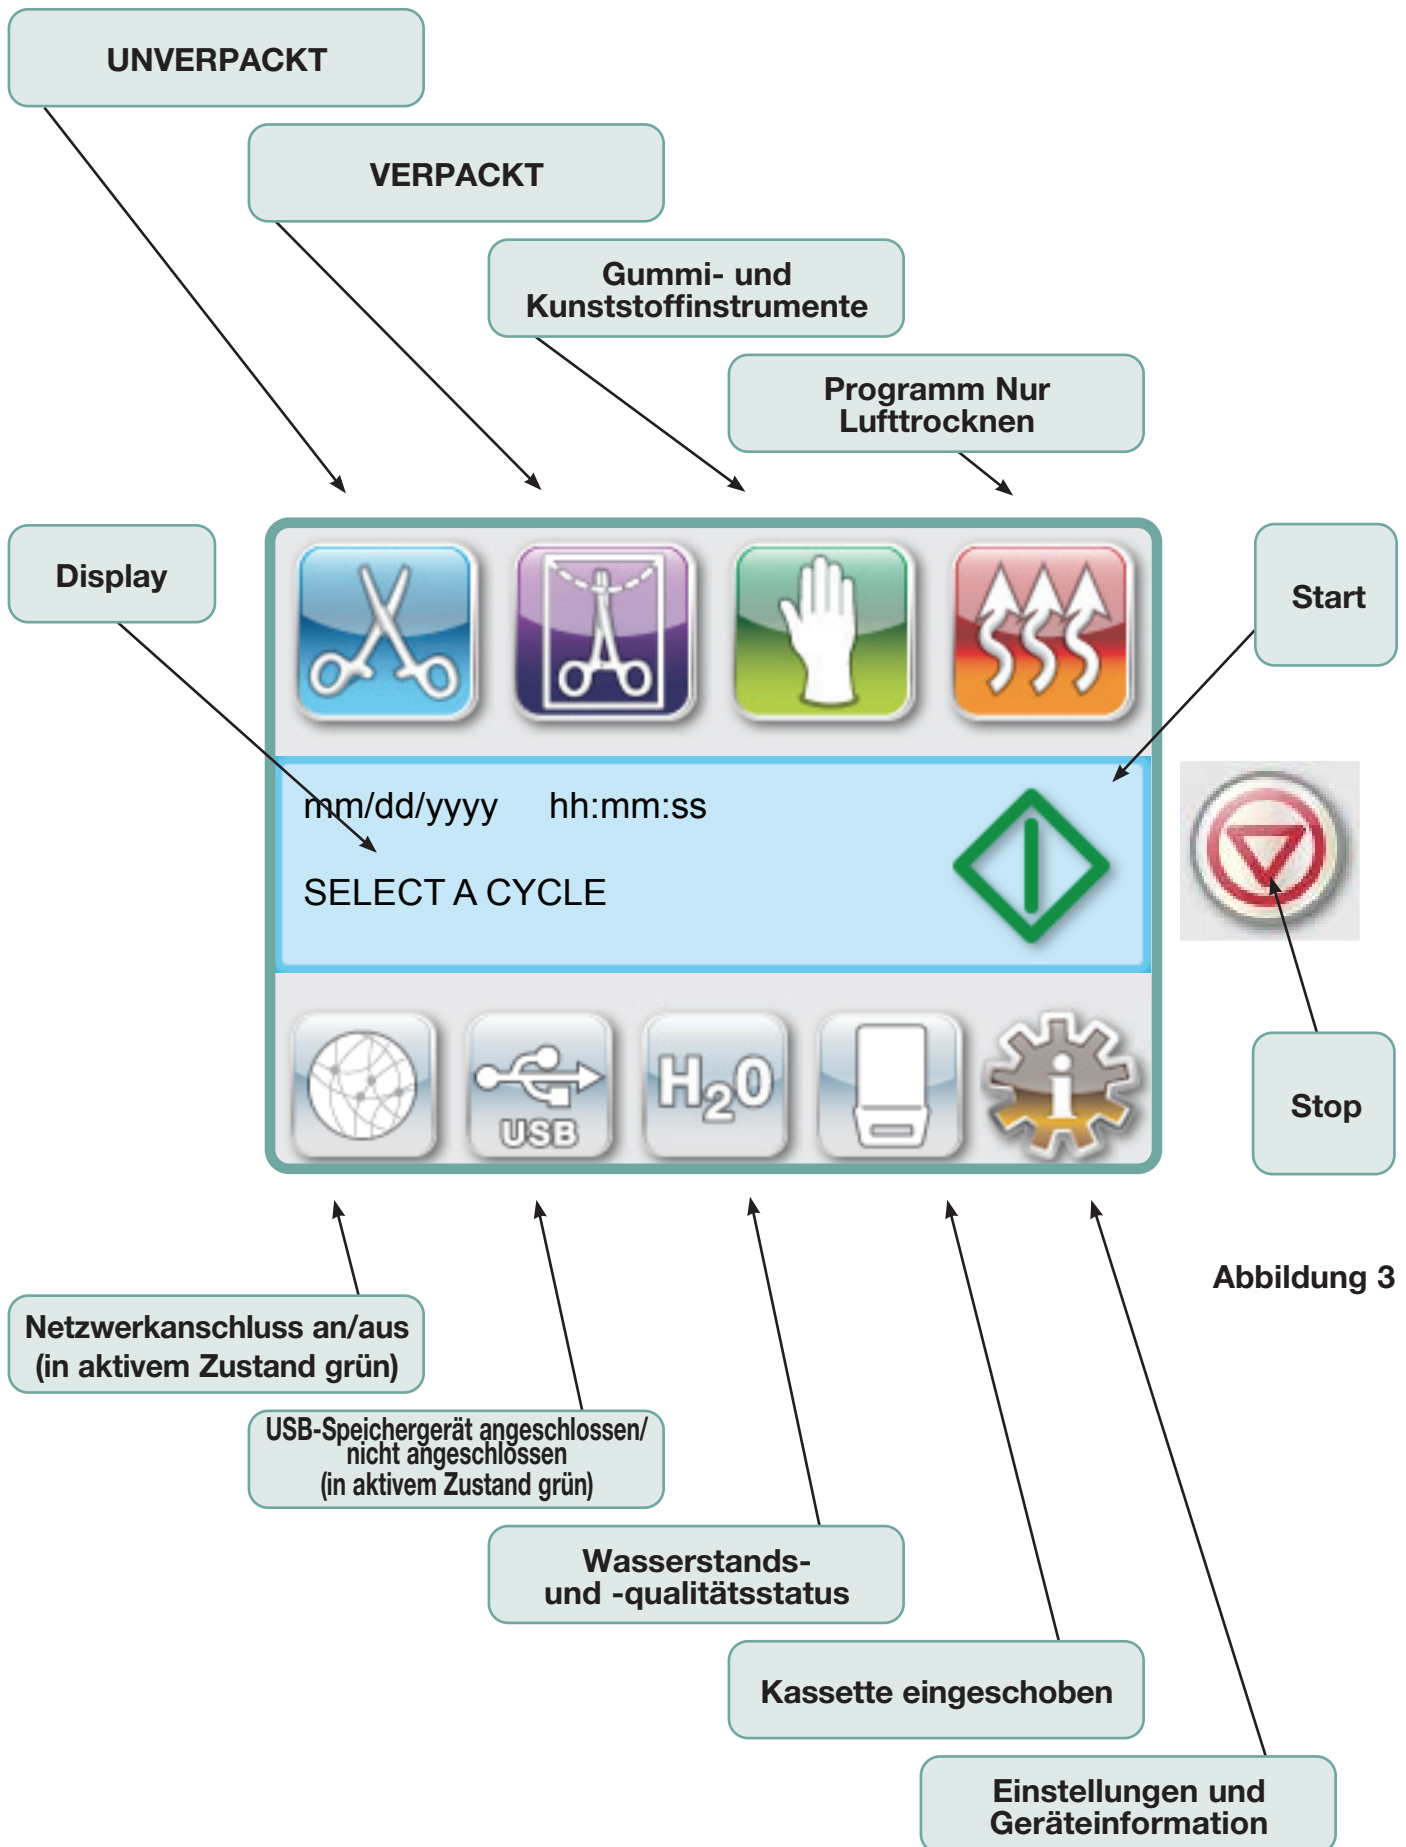 UNVERPACKT
VERPACKT
Gummi- und
Kunststoffinstrumente
Programm Nur
Lufttrocknen
Display
Start
mm/dd/yyyy hh:mm:ss
SELECT A CYCLE
USB
H₂O
i
Stop
Abbildung 3
Netzwerkanschluss an/aus
(in aktivem Zustand grün)
USB-Speichergerät angeschlossen/
nicht angeschlossen
(in aktivem Zustand grün)
Wasserstands-
und -qualitätsstatus
Kassette eingeschoben
Einstellungen und
Geräteinformation